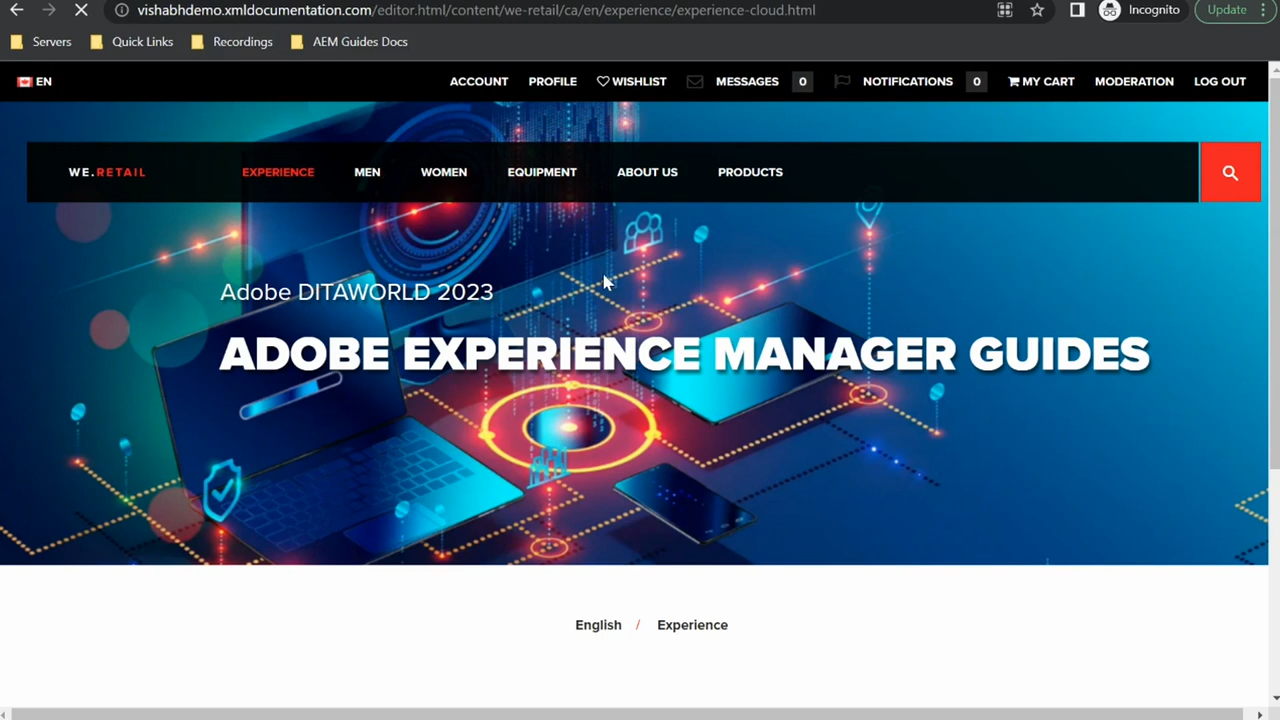 vishabhdemo.xmldocumentation.com/editor.html/content/we-retail/ca/en/experience/experience-cloud.html
Incognito
Update
Servers
Quick Links
Recordings
AEM Guides Docs
EN
ACCOUNT
PROFILE
WISHLIST
MESSAGES 0
NOTIFICATIONS 0
MY CART
MODERATION
LOG OUT
WE.RETAIL
EXPERIENCE
MEN
WOMEN
EQUIPMENT
ABOUT US
PRODUCTS
Adobe DITAWORLD 2023
ADOBE EXPERIENCE MANAGER GUIDES
English / Experience